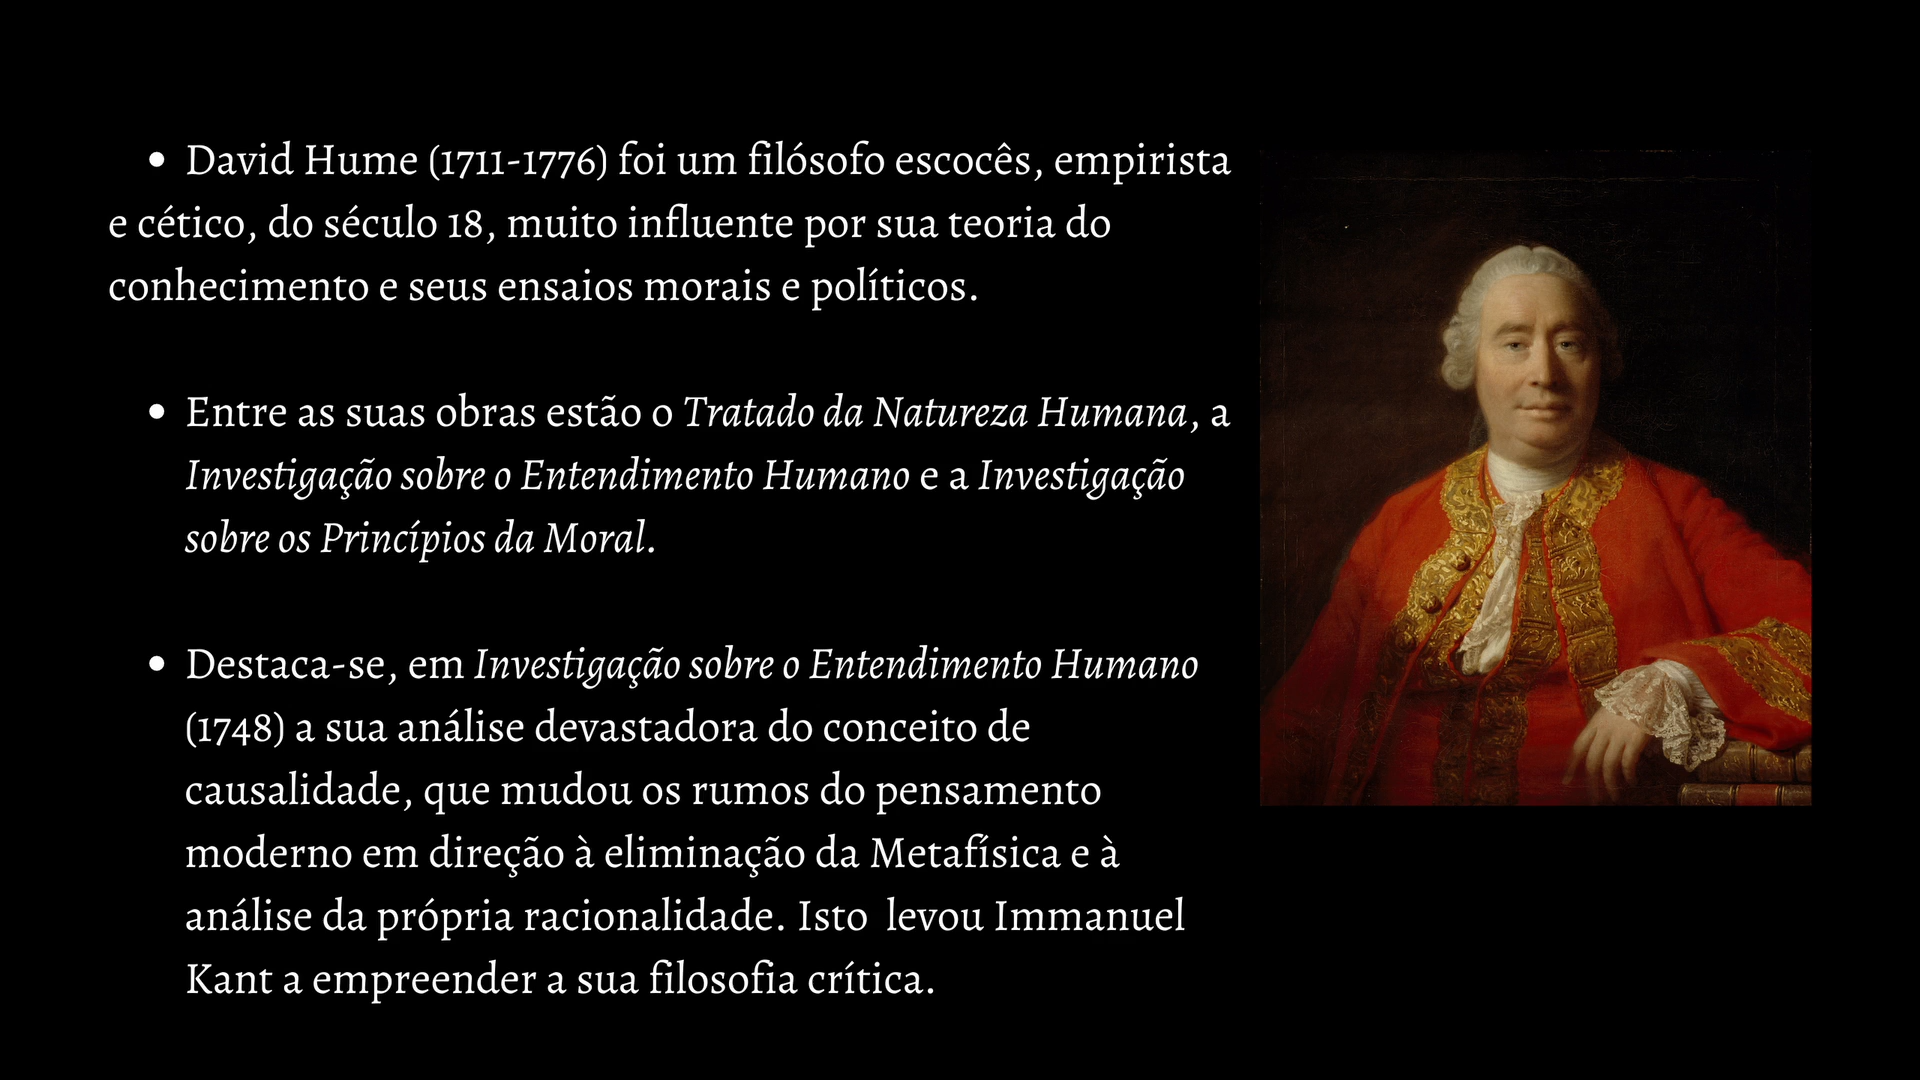 • David Hume (1711-1776) foi um filósofo escocês, empirista
e cético, do século 18, muito influente por sua teoria do
conhecimento e seus ensaios morais e políticos.
• Entre as suas obras estão o Tratado da Natureza Humana, a
Investigação sobre o Entendimento Humano e a Investigação
sobre os Princípios da Moral.
• Destaca-se, em Investigação sobre o Entendimento Humano
(1748) a sua análise devastadora do conceito de
causalidade, que mudou os rumos do pensamento
moderno em direção à eliminação da Metafísica e à
análise da própria racionalidade. Isto  levou Immanuel
Kant a empreender a sua filosofia crítica.